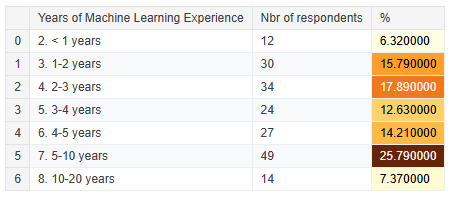 Years of Machine Learning Experience Nbr of respondents %
0 2. < 1 years 12 6.320000
1 3. 1-2 years 30 15.790000
2 4. 2-3 years 34 17.890000
3 5. 3-4 years 24 12.630000
4 6. 4-5 years 27 14.210000
5 7. 5-10 years 49 25.790000
6 8. 10-20 years 14 7.370000